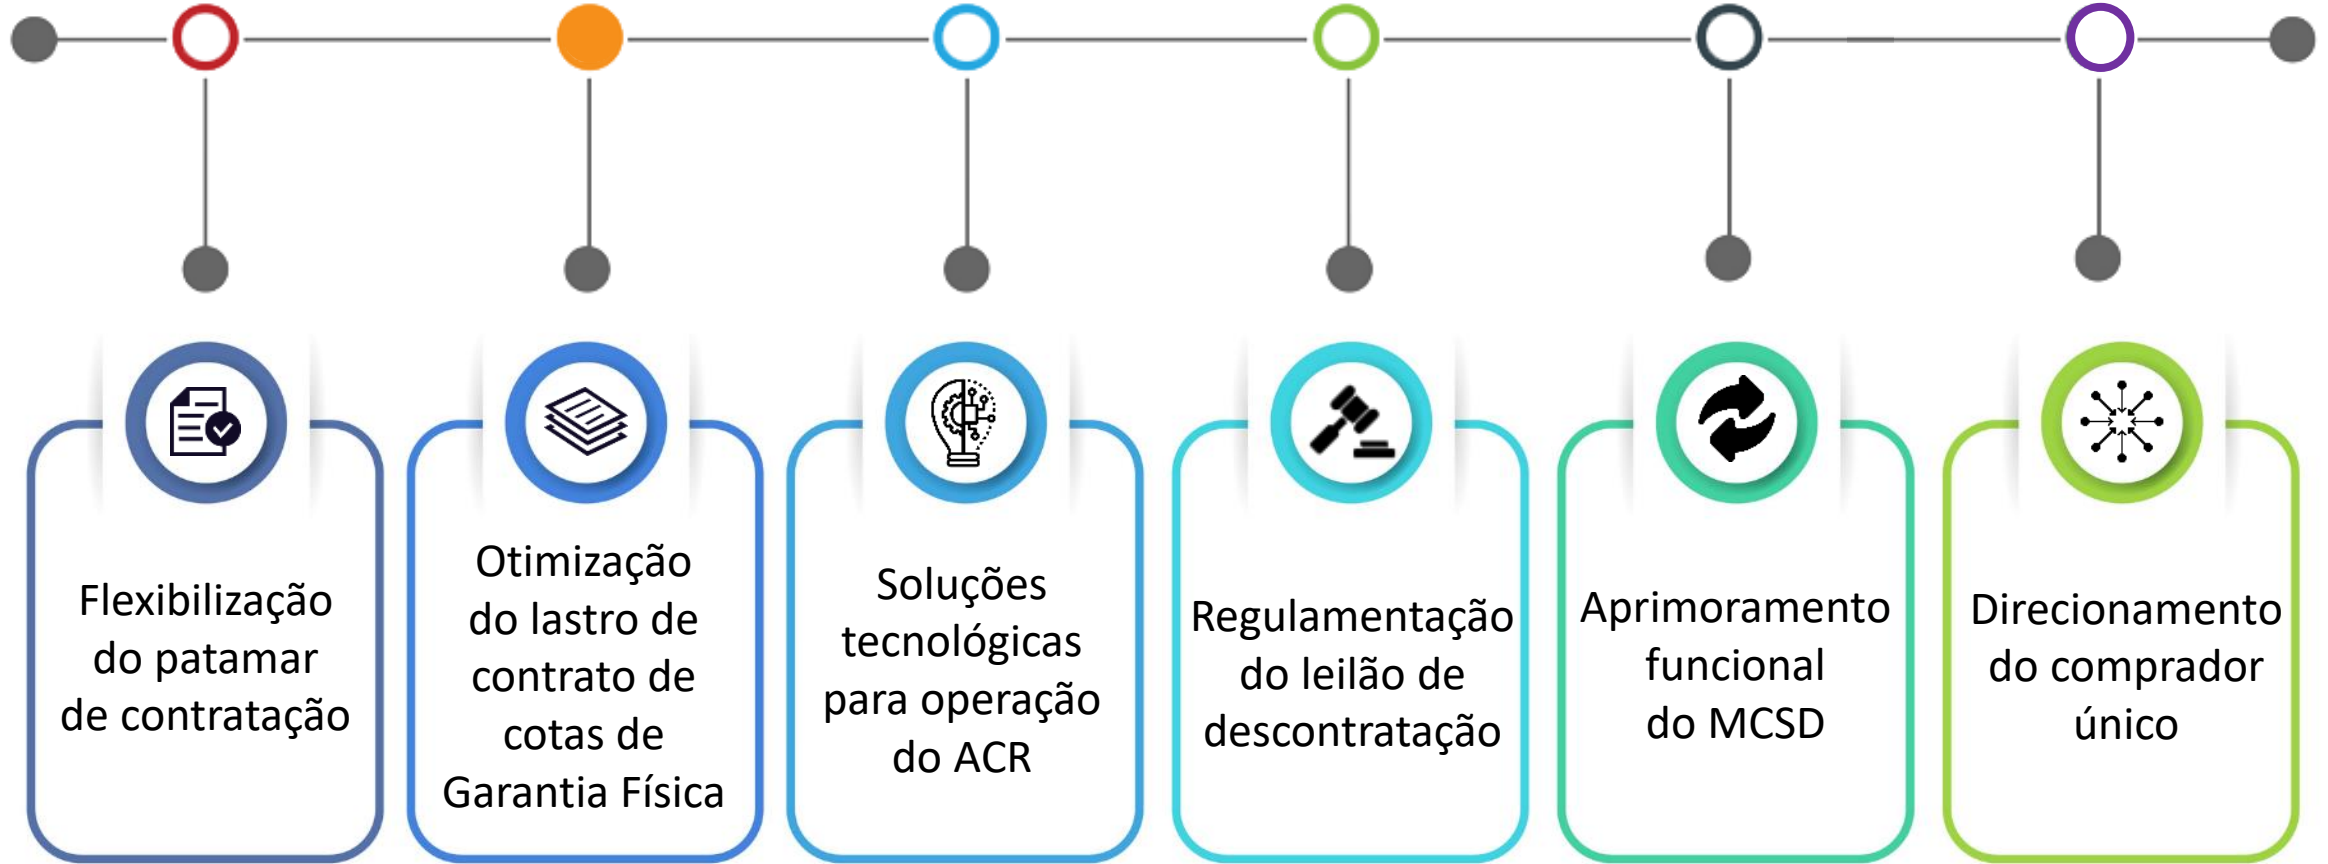 Flexibilização
do patamar
de contratação
Otimização
do lastro de
contrato de
cotas de
Garantia Física
Soluções
tecnológicas
para operação
do ACR
Regulamentação
do leilão de
descontratação
Aprimoramento
funcional
do MCSD
Direcionamento
do comprador
único